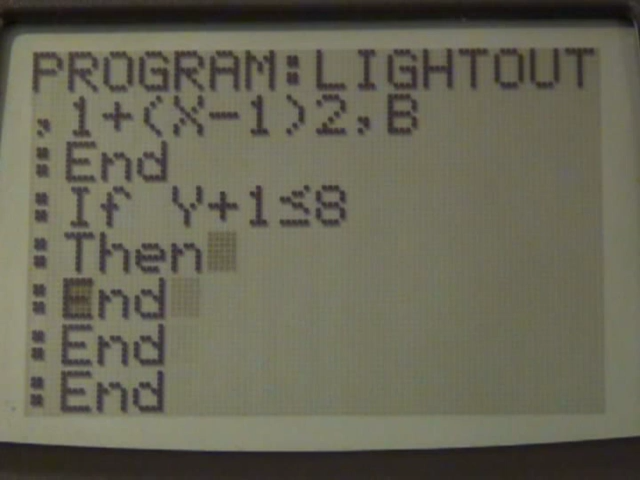 PROGRAM:LIGHTOUT
,1+(X-1)2,B
:End
:If Y+1≤8
:Then
:End
:End
:End